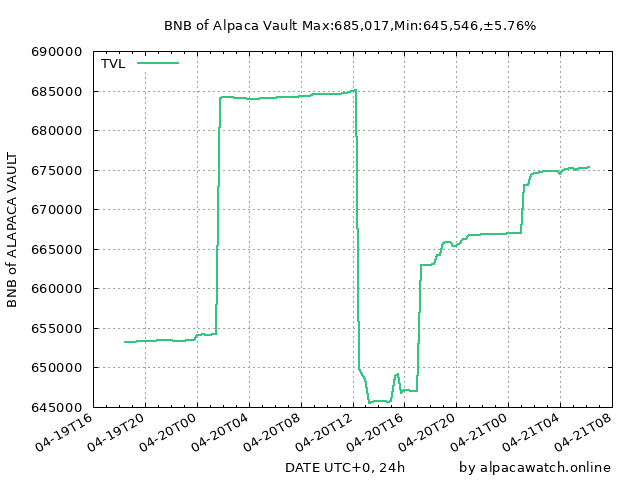 BNB of Alpaca Vault Max:685,017,Min:645,546,±5.76%
690000
TVL
685000
680000
675000
670000
665000
660000
655000
650000
645000
BNB of ALAPACA VAULT
04-19T16
04-19T20
04-20T00
04-20T04
04-20T08
04-20T12
04-20T16
04-20T20
04-21T00
04-21T04
04-21T08
DATE UTC+0, 24h
by alpacawatch.online